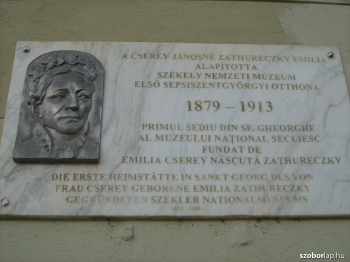 A CSEREY JÁNOSNÉ ZATHURECZKY EMILIA
ALAPÍTOTTA
SZÉKELY NEMZETI MÚZEUM
ELSŐ SEPSISZENTGYÖRGYI OTTHONA
1879 - 1913
PRIMUL SEDIU DIN SF. GHEORGHE
AL MUZEULUI NAȚIONAL SECUIESC
FUNDAT DE
EMILIA CSEREY NĂSCUTĂ ZATHURECZKY
DIE ERSTE HEIMSTÄTTE IN SANKT GEORG DES VON
FRAU CSEREY GEBORENE EMILIA ZATHURECZKY
GEGRÜNDETEN SZEKLER NATIONALMUSEUMS
szoborlap.hu